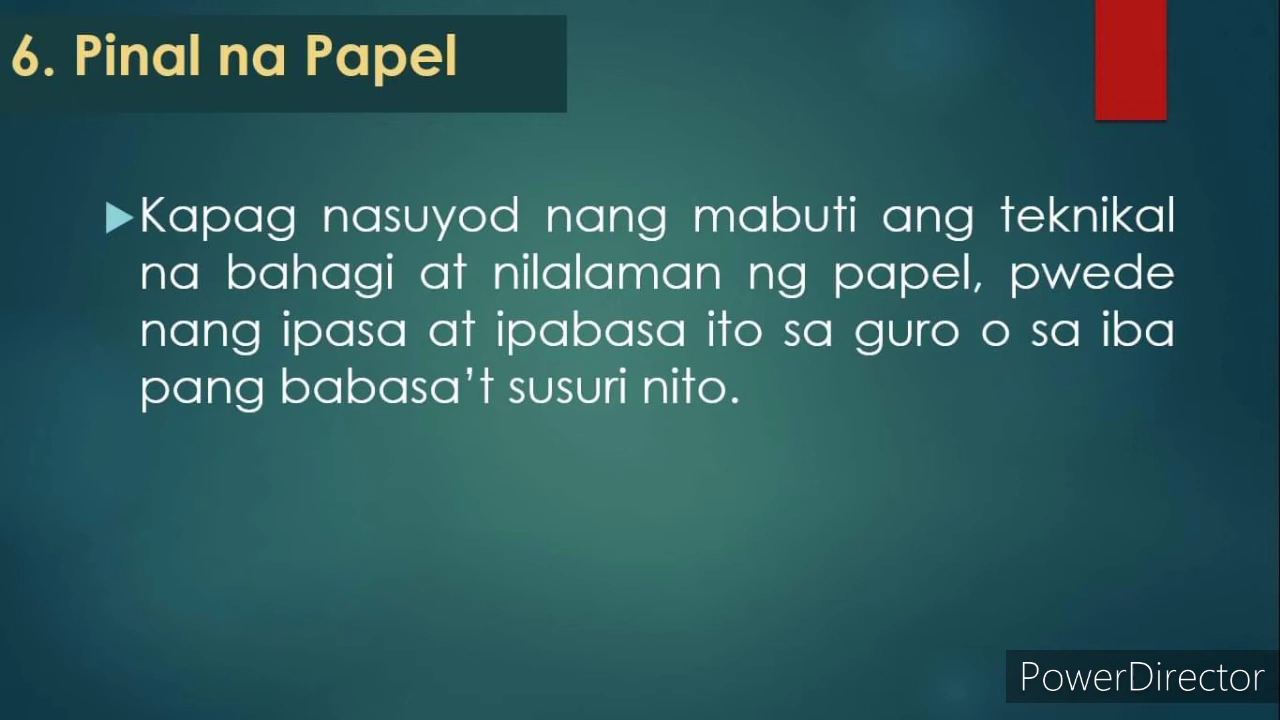 6. Pinal na Papel
Kapag nasuyod nang mabuti ang teknikal
na bahagi at nilalaman ng papel, pwede
nang ipasa at ipabasa ito sa guro o sa iba
pang babasa’t susuri nito.
PowerDirector